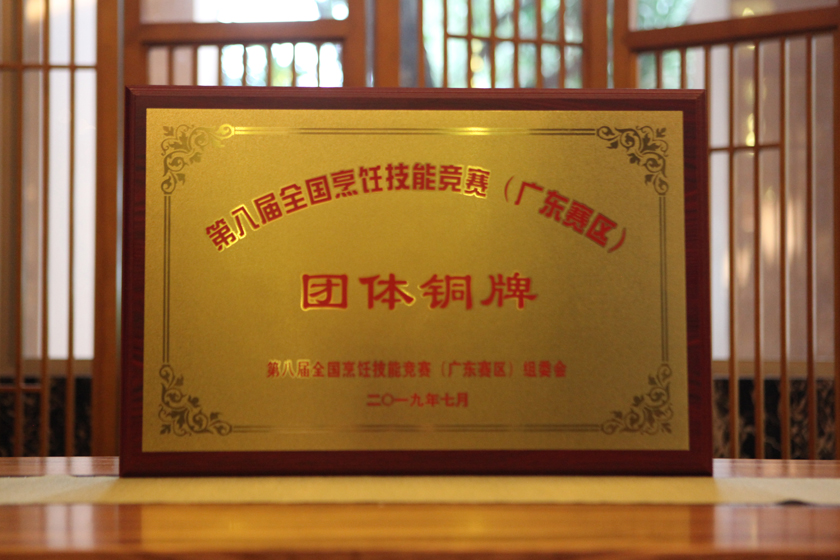 第八届全国烹饪技能竞赛（广东赛区）
团体铜牌
第八届全国烹饪技能竞赛（广东赛区）组委会
二〇一九年七月